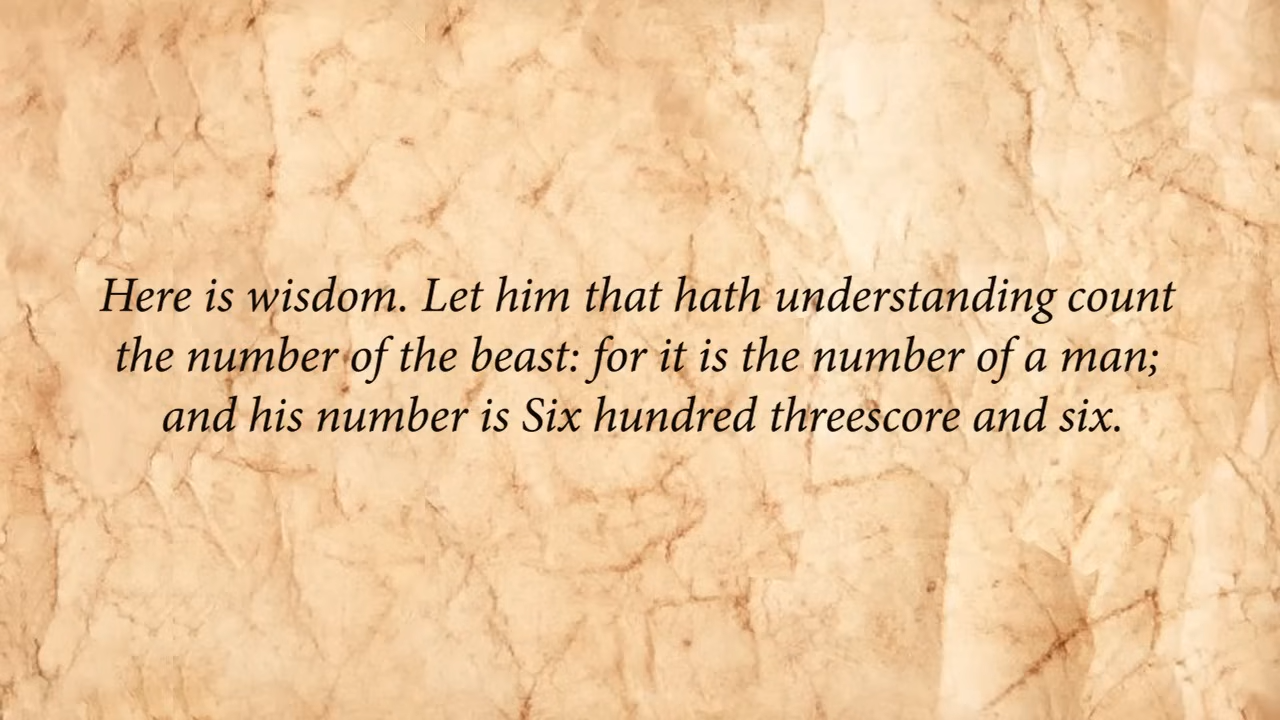 Here is wisdom. Let him that hath understanding count
the number of the beast: for it is the number of a man;
and his number is Six hundred threescore and six.